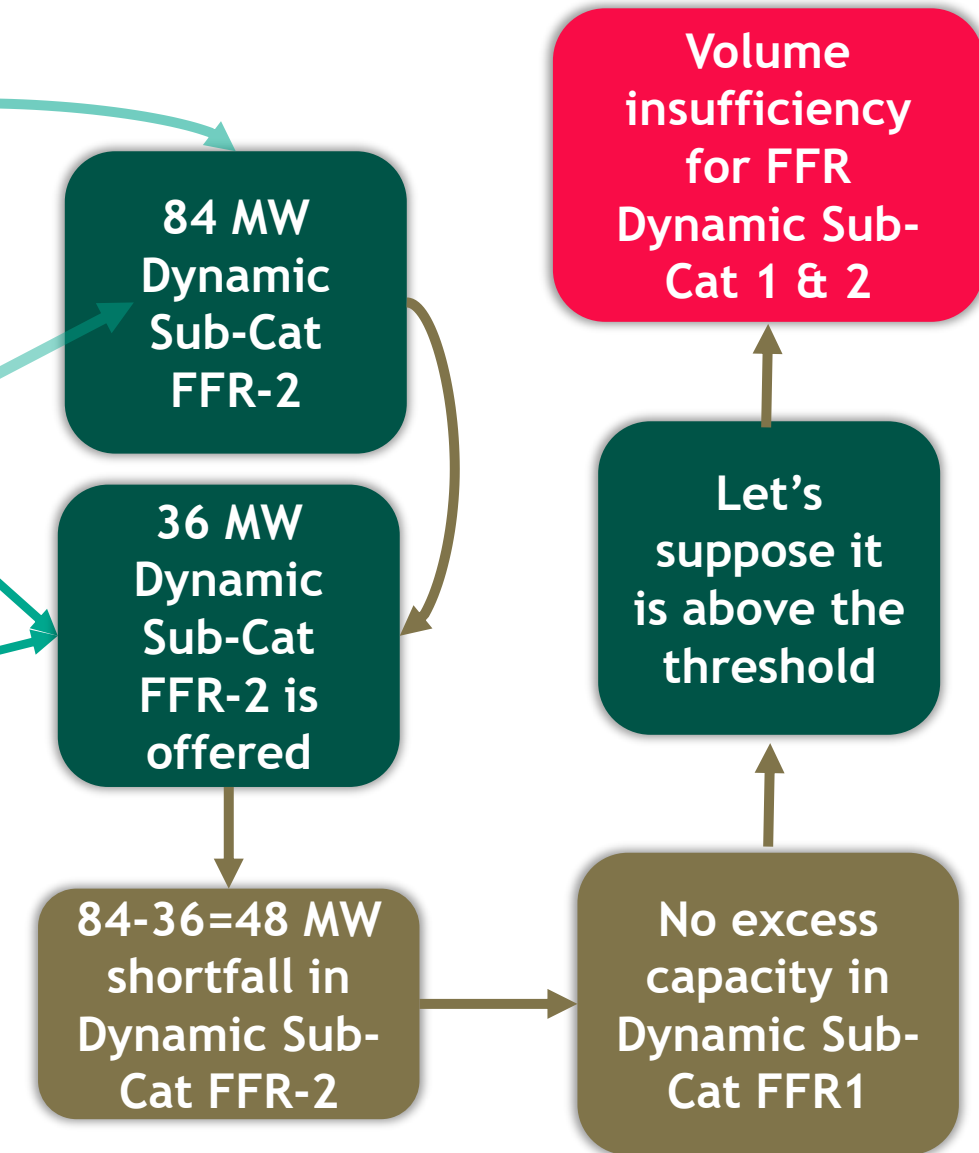 84 MW
Dynamic
Sub-Cat
FFR-2
36 MW
Dynamic
Sub-Cat
FFR-2 is
offered
84-36=48 MW
shortfall in
Dynamic Sub-
Cat FFR-2
No excess
capacity in
Dynamic Sub-
Cat FFR1
Let’s
suppose it
is above the
threshold
Volume
insufficiency
for FFR
Dynamic Sub-
Cat 1 & 2